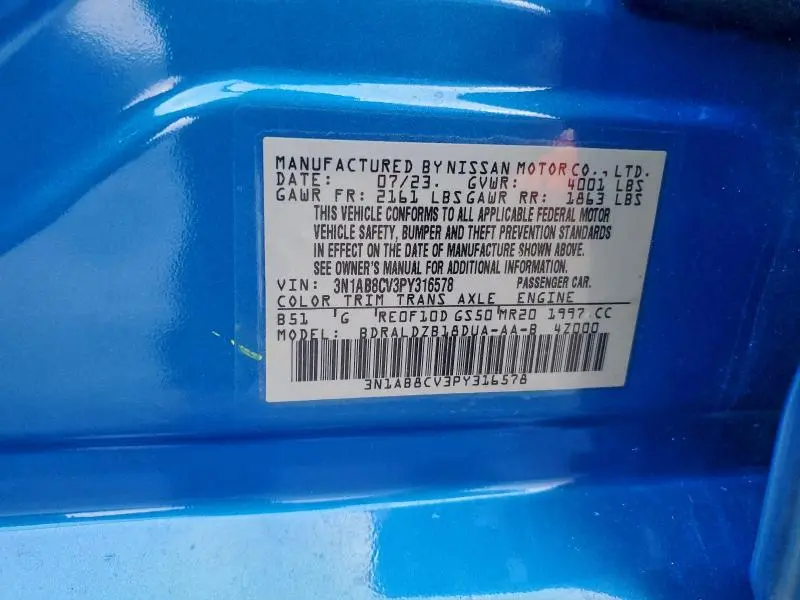 MANUFACTURED BY NISSAN MOTOR CO., LTD.
DATE: 07/23. GVWR: 4001 LBS
GAWR FR: 2161 LBS GAWR RR: 1863 LBS
THIS VEHICLE CONFORMS TO ALL APPLICABLE FEDERAL MOTOR
VEHICLE SAFETY, BUMPER AND THEFT PREVENTION STANDARDS
IN EFFECT ON THE DATE OF MANUFACTURE SHOWN ABOVE.
SEE OWNER'S MANUAL FOR ADDITIONAL INFORMATION.
VIN: 3N1AB8CV3PY316578 PASSENGER CAR.
COLOR TRIM TRANS AXLE ENGINE
B51 'G 'RE0F10D GS50 'MR20 1997 CC
MODEL: BDRALDZB18DUA-AA-B 4Z000
3N1AB8CV3PY316578